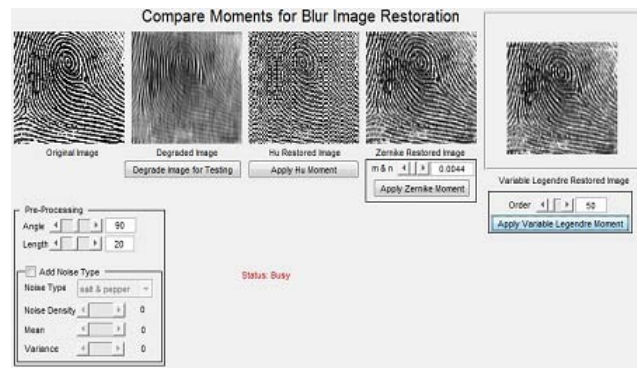 Compare Moments for Blur Image Restoration
Original Image
Degraded Image
Hu Restored Image
Zernike Restored Image
Degrade Image for Testing
Apply Hu Moment
m & n 0.0044
Apply Zernike Moment
Variable Legendre Restored Image
Order 50
Apply Variable Legendre Moment
Pre-Processing
Angle 90
Length 20
Add Noise Type
Noise Type salt & pepper
Noise Density 0
Mean 0
Variance 0
Status: Busy